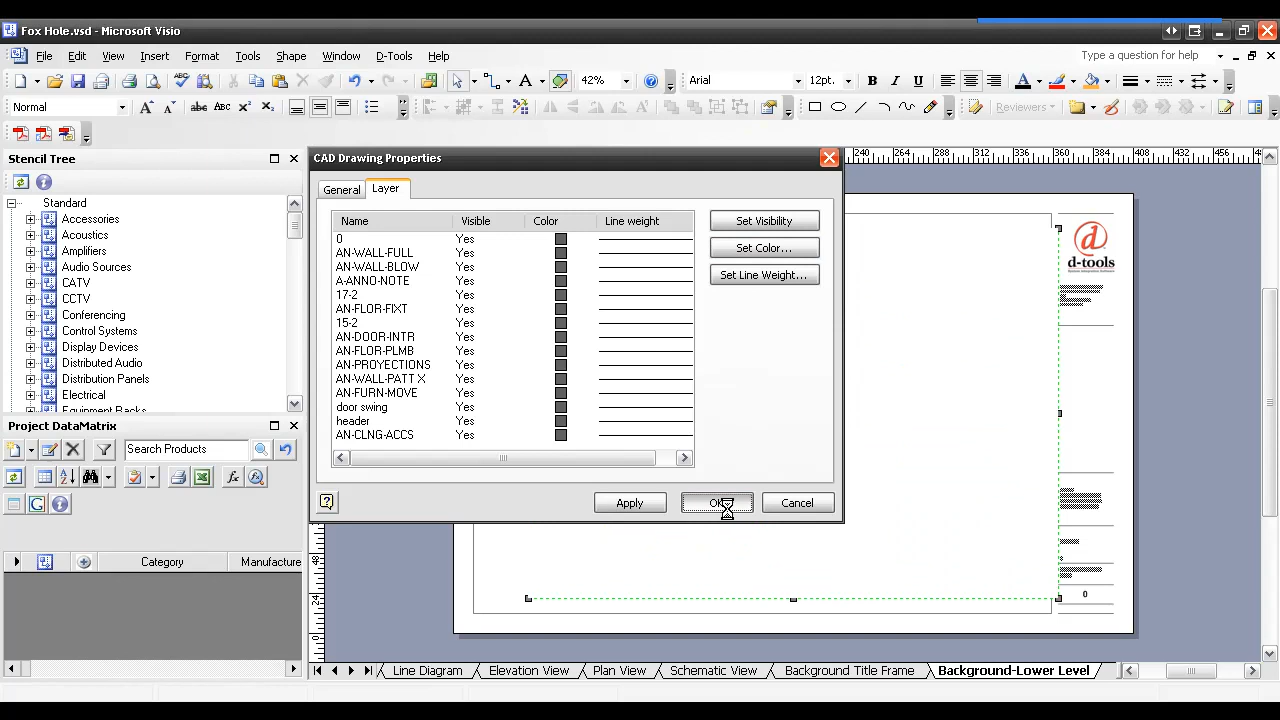 Fox Hole.vsd - Microsoft Visio
File Edit View Insert Format Tools Shape Window D-Tools Help
Type a question for help
42%
Arial
12pt.
B I U
Normal
Reviewers
Stencil Tree
Standard
Accessories
Acoustics
Amplifiers
Audio Sources
CATV
CCTV
Conferencing
Control Systems
Display Devices
Distributed Audio
Distribution Panels
Electrical
Equipment Racks
Project DataMatrix
Search Products
Category Manufacture
CAD Drawing Properties
General Layer
Name Visible Color Line weight
0 Yes
AN-WALL-FULL Yes
AN-WALL-BLOW Yes
A-ANNO-NOTE Yes
17-2 Yes
AN-FLOR-FIXT Yes
15-2 Yes
AN-DOOR-INTR Yes
AN-FLOR-PLMB Yes
AN-PROYECTIONS Yes
AN-WALL-PATT X Yes
AN-FURN-MOVE Yes
door swing Yes
header Yes
AN-CLNG-ACCS Yes
Set Visibility
Set Color...
Set Line Weight...
Apply OK Cancel
240 264 288 312 336 360 384 408 432 456
48
24
0
d-tools
0
Line Diagram Elevation View Plan View Schematic View Background Title Frame Background-Lower Level